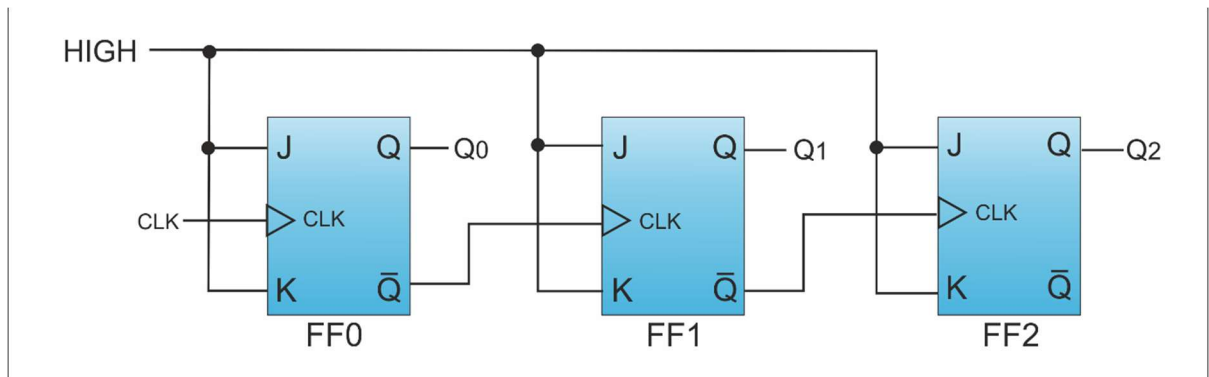 HIGH
J Q Q0 J Q Q1 J Q Q2
CLK CLK CLK CLK
K Q̄ K Q̄ K Q̄
FF0 FF1 FF2